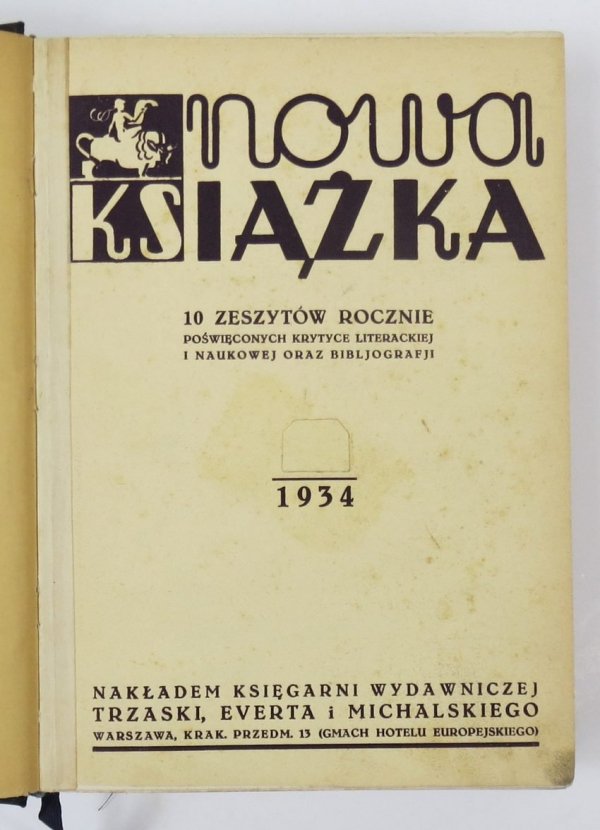 nowa
KSIĄŻKA
10 ZESZYTÓW ROCZNIE
POŚWIĘCONYCH KRYTYCE LITERACKIEJ
I NAUKOWEJ ORAZ BIBLJOGRAFJI
1934
NAKŁADEM KSIĘGARNI WYDAWNICZEJ
TRZASKI, EVERTA i MICHALSKIEGO
WARSZAWA, KRAK. PRZEDM. 13 (GMACH HOTELU EUROPEJSKIEGO)